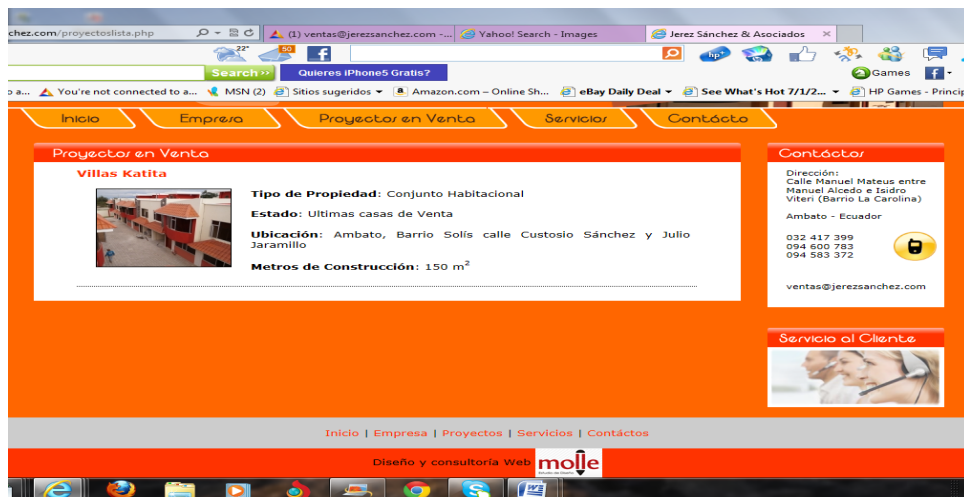 chez.com/proyectoslista.php
(1) ventas@jerezsanchez.com -...
Yahoo! Search - Images
Jerez Sánchez & Asociados
22°
50
hp
Search
Quieres iPhone5 Gratis?
Games
You're not connected to a...
MSN (2)
Sitios sugeridos
Amazon.com – Online Sh...
eBay Daily Deal
See What's Hot 7/1/2...
HP Games - Princip
Inicio
Empresa
Proyectos en Venta
Servicios
Contácto
Proyectos en Venta
Villas Katita
Tipo de Propiedad: Conjunto Habitacional
Estado: Ultimas casas de Venta
Ubicación: Ambato, Barrio Solís calle Custosio Sánchez y Julio
Jaramillo
Metros de Construcción: 150 m²
Contáctos
Dirección:
Calle Manuel Mateus entre
Manuel Alcedo e Isidro
Viteri (Barrio La Carolina)
Ambato - Ecuador
032 417 399
094 600 783
094 583 372
ventas@jerezsanchez.com
Servicio al Cliente
Inicio | Empresa | Proyectos | Servicios | Contáctos
Diseño y consultoría Web
molle